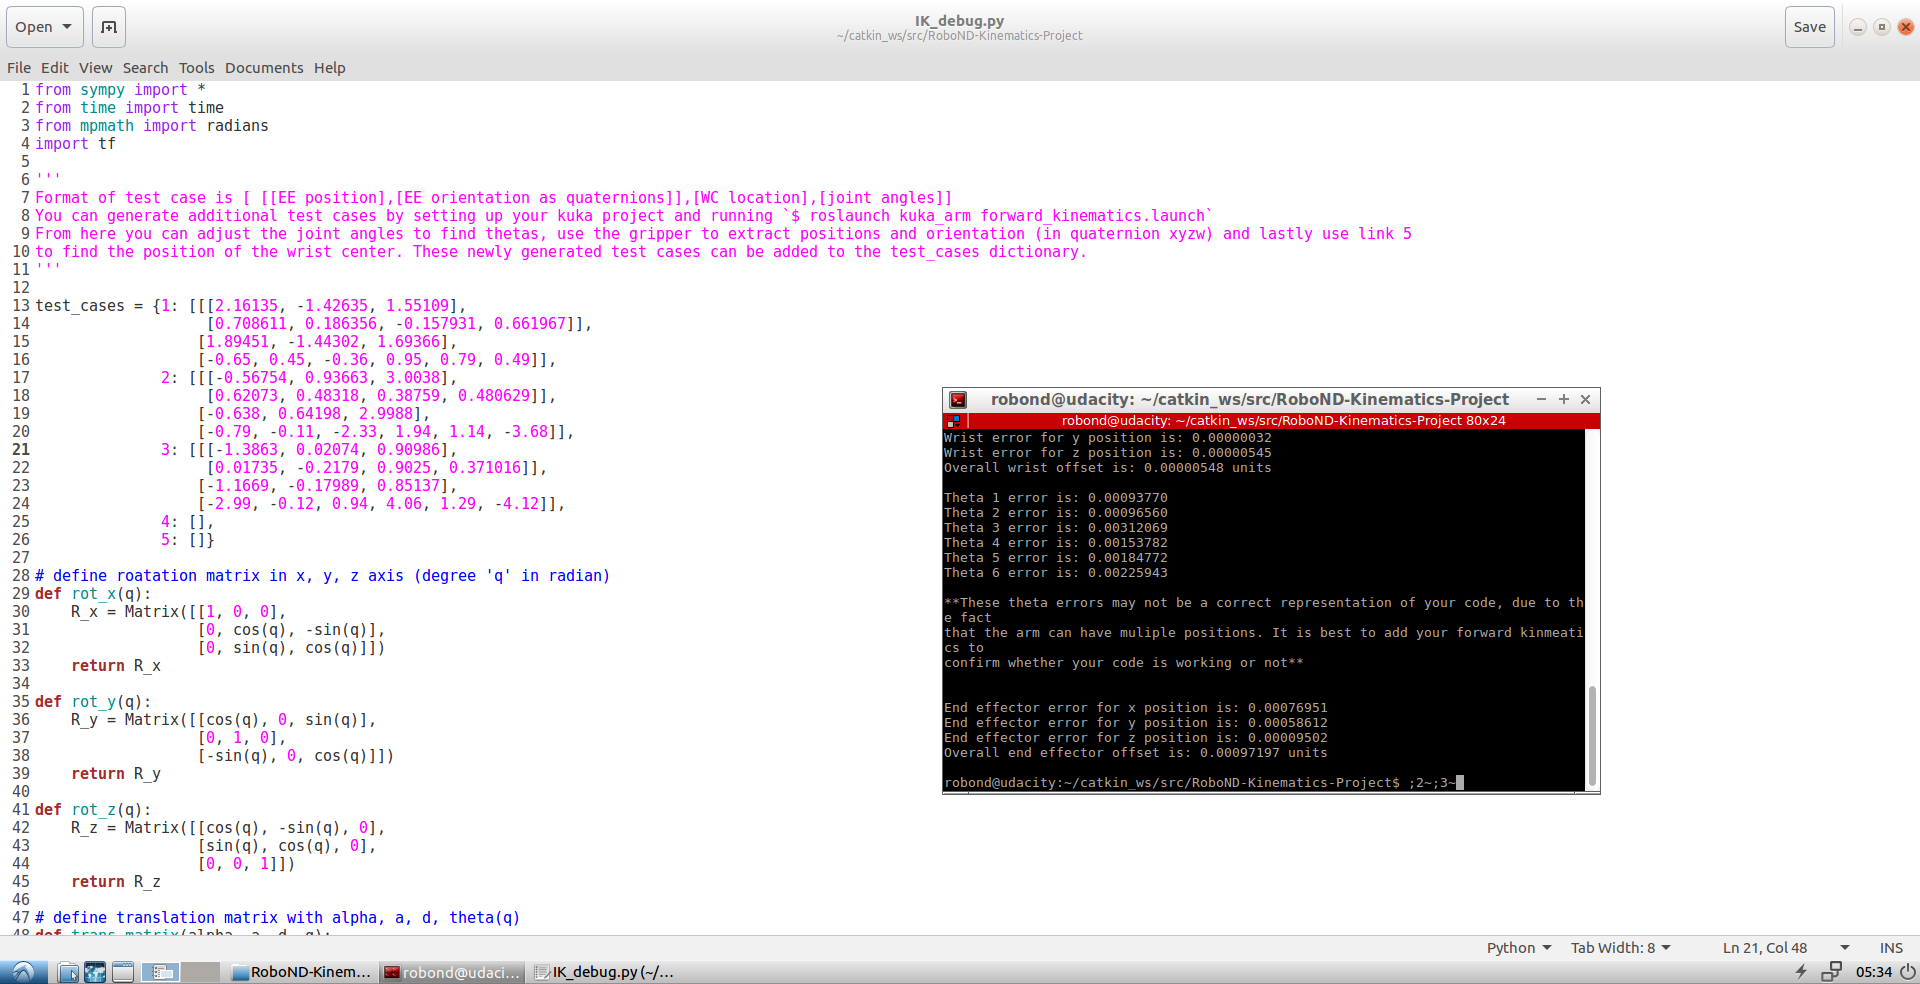 Open
IK_debug.py
~/catkin_ws/src/RoboND-Kinematics-Project
Save
File Edit View Search Tools Documents Help
1 from sympy import *
2 from time import time
3 from mpmath import radians
4 import tf
5
6 '''
7 Format of test case is [ [[EE position],[EE orientation as quaternions]],[WC location],[joint angles]]
8 You can generate additional test cases by setting up your kuka project and running `$ roslaunch kuka_arm forward_kinematics.launch`
9 From here you can adjust the joint angles to find thetas, use the gripper to extract positions and orientation (in quaternion xyzw) and lastly use link 5
10 to find the position of the wrist center. These newly generated test cases can be added to the test_cases dictionary.
11 '''
12
13 test_cases = {1: [[[2.16135, -1.42635, 1.55109],
14 [0.708611, 0.186356, -0.157931, 0.661967]],
15 [1.89451, -1.44302, 1.69366],
16 [-0.65, 0.45, -0.36, 0.95, 0.79, 0.49]],
17 2: [[[-0.56754, 0.93663, 3.0038],
18 [0.62073, 0.48318, 0.38759, 0.480629]],
19 [-0.638, 0.64198, 2.9988],
20 [-0.79, -0.11, -2.33, 1.94, 1.14, -3.68]],
21 3: [[[-1.3863, 0.02074, 0.90986],
22 [0.01735, -0.2179, 0.9025, 0.371016]],
23 [-1.1669, -0.17989, 0.85137],
24 [-2.99, -0.12, 0.94, 4.06, 1.29, -4.12]],
25 4: [],
26 5: []}
27
28 # define roatation matrix in x, y, z axis (degree 'q' in radian)
29 def rot_x(q):
30 R_x = Matrix([[1, 0, 0],
31 [0, cos(q), -sin(q)],
32 [0, sin(q), cos(q)]])
33 return R_x
34
35 def rot_y(q):
36 R_y = Matrix([[cos(q), 0, sin(q)],
37 [0, 1, 0],
38 [-sin(q), 0, cos(q)]])
39 return R_y
40
41 def rot_z(q):
42 R_z = Matrix([[cos(q), -sin(q), 0],
43 [sin(q), cos(q), 0],
44 [0, 0, 1]])
45 return R_z
46
47 # define translation matrix with alpha, a, d, theta(q)
48 def trans_matrix(alpha, a, d, q):
robond@udacity: ~/catkin_ws/src/RoboND-Kinematics-Project
robond@udacity: ~/catkin_ws/src/RoboND-Kinematics-Project 80x24
Wrist error for y position is: 0.00000032
Wrist error for z position is: 0.00000545
Overall wrist offset is: 0.00000548 units
Theta 1 error is: 0.00093770
Theta 2 error is: 0.00096560
Theta 3 error is: 0.00312069
Theta 4 error is: 0.00153782
Theta 5 error is: 0.00184772
Theta 6 error is: 0.00225943
**These theta errors may not be a correct representation of your code, due to th
e fact
that the arm can have muliple positions. It is best to add your forward kinmeati
cs to
confirm whether your code is working or not**
End effector error for x position is: 0.00076951
End effector error for y position is: 0.00058612
End effector error for z position is: 0.00009502
Overall end effector offset is: 0.00097197 units
robond@udacity:~/catkin_ws/src/RoboND-Kinematics-Project$ ;2~;3~
Python Tab Width: 8 Ln 21, Col 48 INS
RoboND-Kinem... robond@udaci... IK_debug.py (~/... 05:34